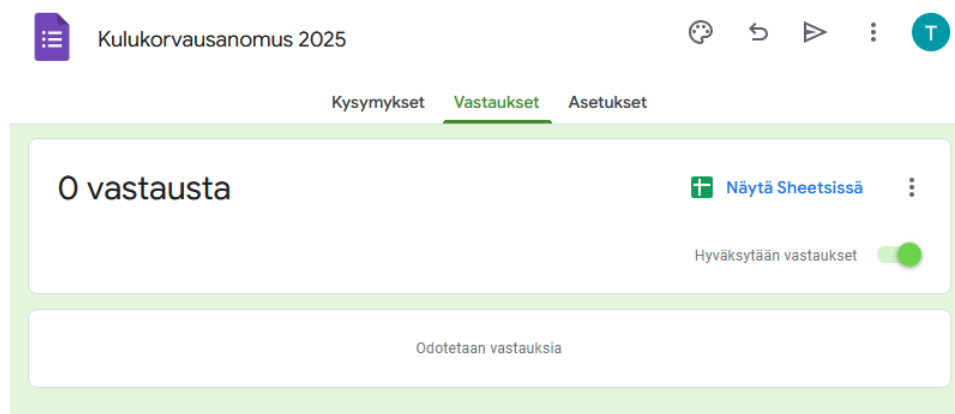 Kulukorvausanomus 2025
T
Kysymykset Vastaukset Asetukset
0 vastausta
Näytä Sheetsissä
Hyväksytään vastaukset
Odotetaan vastauksia